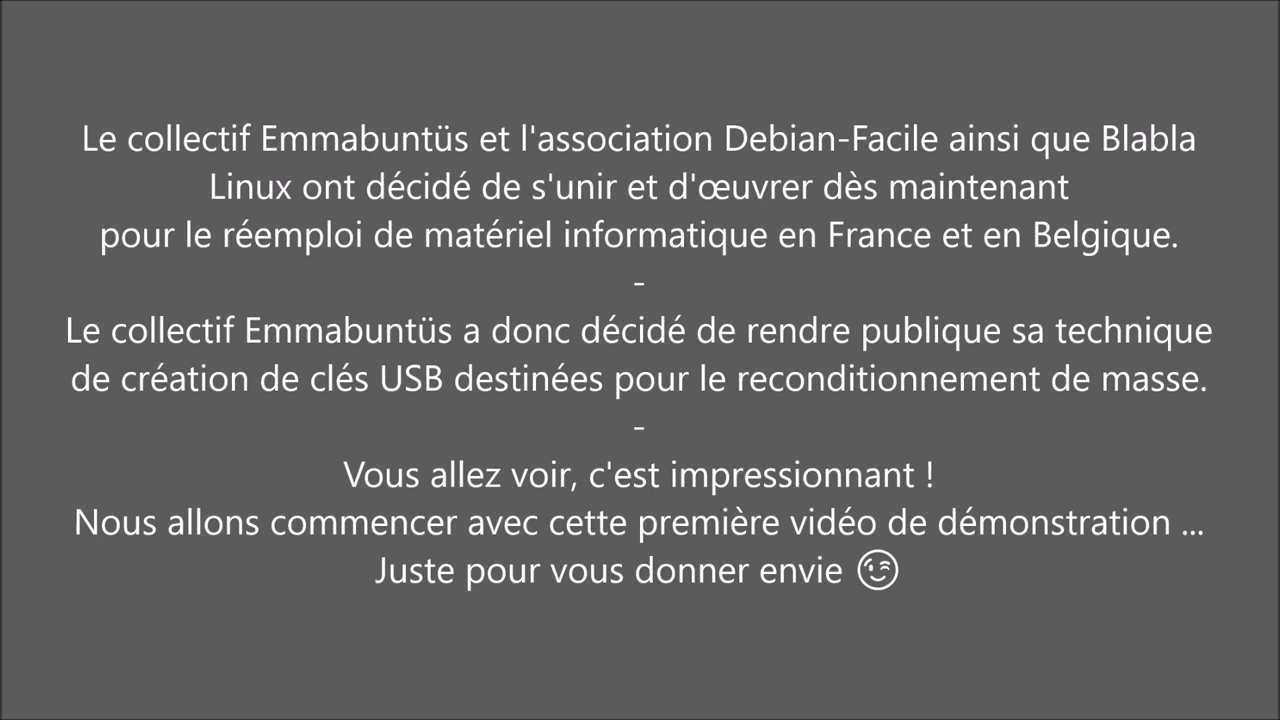 Le collectif Emmabuntüs et l'association Debian-Facile ainsi que Blabla
Linux ont décidé de s'unir et d'œuvrer dès maintenant
pour le réemploi de matériel informatique en France et en Belgique.
-
Le collectif Emmabuntüs a donc décidé de rendre publique sa technique
de création de clés USB destinées pour le reconditionnement de masse.
-
Vous allez voir, c'est impressionnant !
Nous allons commencer avec cette première vidéo de démonstration ...
Juste pour vous donner envie 😉